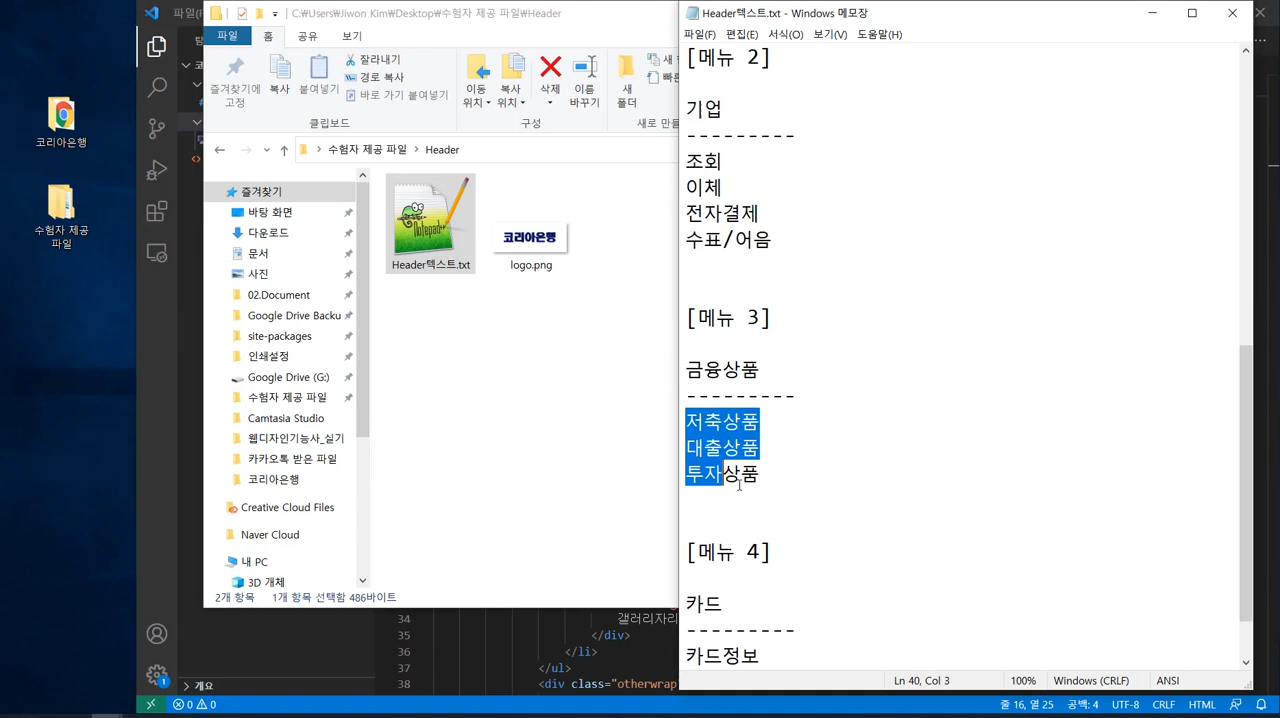 코리아은행
수험자 제공
파일
파일(F)
C:₩Users₩Jiwon Kim₩Desktop₩수험자 제공 파일₩Header
파일
홈
공유
보기
즐겨찾기에
고정
복사
붙여넣기
잘라내기
경로 복사
바로 가기 붙여넣기
클립보드
이동
위치
복사
위치
삭제
이름
바꾸기
구성
새
폴더
새로 만들
수험자 제공 파일
Header
즐겨찾기
바탕 화면
다운로드
문서
사진
02.Document
Google Drive Backu
site-packages
인쇄설정
Google Drive (G:)
수험자 제공 파일
Camtasia Studio
웹디자인기능사_실기
카카오톡 받은 파일
코리아은행
Creative Cloud Files
Naver Cloud
내 PC
3D 개체
Notepad
Header텍스트.txt
코리아은행
logo.png
2개 항목
1개 항목 선택함 486바이트
34
갤러리자리
35 </div>
36 </li>
37 </ul>
38 <div class="otherwrap
개요
0 0
Header텍스트.txt - Windows 메모장
파일(F) 편집(E) 서식(O) 보기(V) 도움말(H)
[메뉴 2]
기업
---------
조회
이체
전자결제
수표/어음
[메뉴 3]
금융상품
---------
저축상품
대출상품
투자상품
[메뉴 4]
카드
---------
카드정보
Ln 40, Col 3
100%
Windows (CRLF)
ANSI
줄 16, 열 25
공백: 4
UTF-8
CRLF
HTML